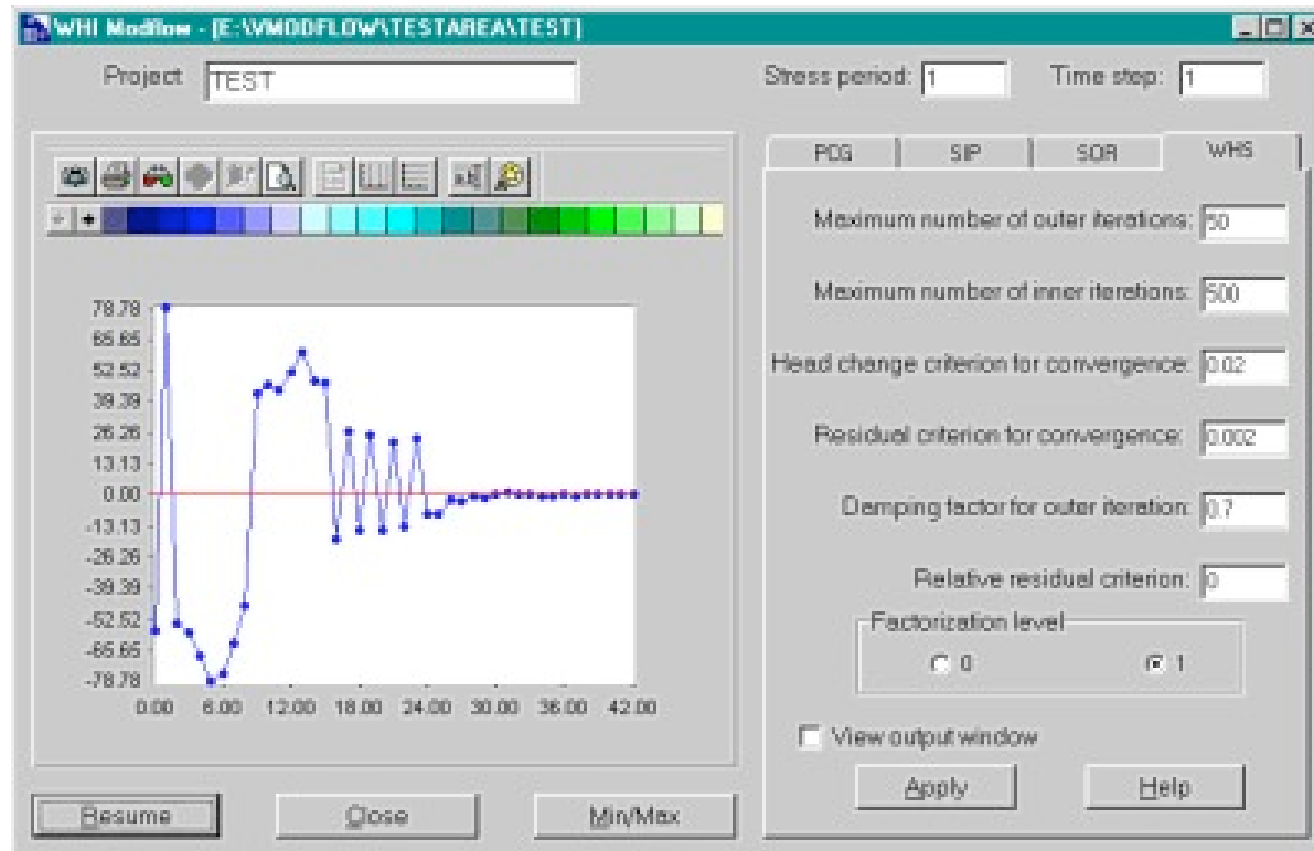 WHI Modflow - [E:\VMODFLOW\TESTAREA\TEST]
Project TEST
Stress period: 1 Time step: 1
PCG SIP SOR WHS
Maximum number of outer iterations: 50
Maximum number of inner iterations: 500
Head change criterion for convergence: 0.02
Residual criterion for convergence: 0.002
Damping factor for outer iteration: 0.7
Relative residual criterion: 0
Factorization level
0 1
View output window
Apply Help
78.78
65.65
52.52
39.39
26.26
13.13
0.00
-13.13
-26.26
-39.39
-52.52
-65.65
-78.78
0.00 6.00 12.00 18.00 24.00 30.00 36.00 42.00
Resume Close Min/Max